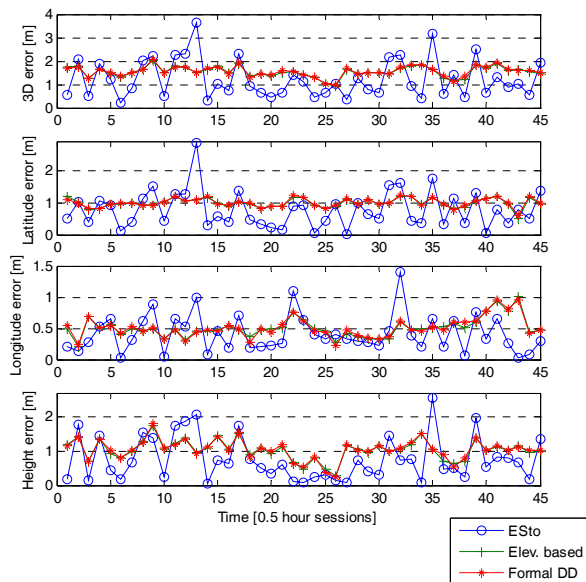 3D error [m]
4
3
2
1
0
0 5 10 15 20 25 30 35 40 45
Latitude error [m]
2
1
0
0 5 10 15 20 25 30 35 40 45
Longitude error [m]
1.5
1
0.5
0
0 5 10 15 20 25 30 35 40 45
Height error [m]
2
1
0
0 5 10 15 20 25 30 35 40 45
Time [0.5 hour sessions]
ESto
Elev. based
Formal DD